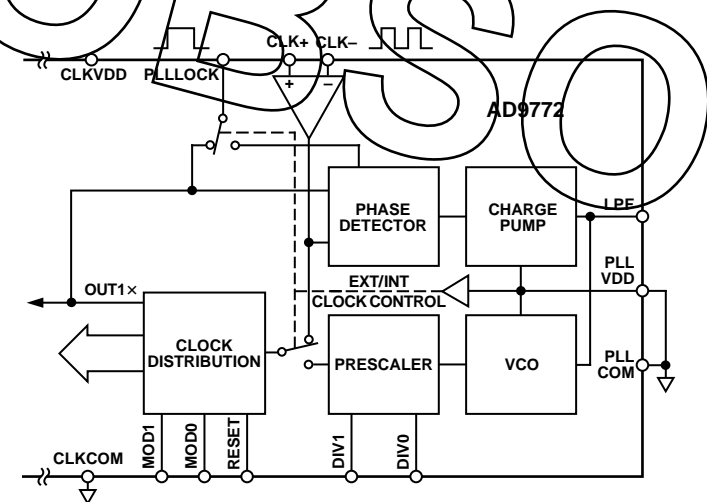 OBSO
CLK+ CLK–
CLKVDD PLLLOCK
+ –
AD9772
PHASE
DETECTOR
CHARGE
PUMP
LPF
PLL
VDD
OUT1×
EXT/INT
CLOCK CONTROL
CLOCK
DISTRIBUTION
PRESCALER
VCO
PLL
COM
CLKCOM
MOD1
MOD0
RESET
DIV1
DIV0